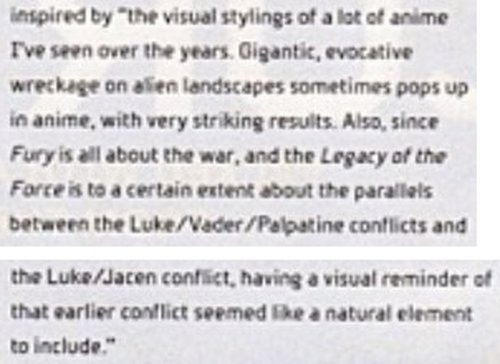 inspired by "the visual stylings of a lot of anime
I've seen over the years. Gigantic, evocative
wreckage on alien landscapes sometimes pops up
in anime, with very striking results. Also, since
Fury is all about the war, and the Legacy of the
Force is to a certain extent about the parallels
between the Luke/Vader/Palpatine conflicts and
the Luke/Jacen conflict, having a visual reminder of
that earlier conflict seemed like a natural element
to include."